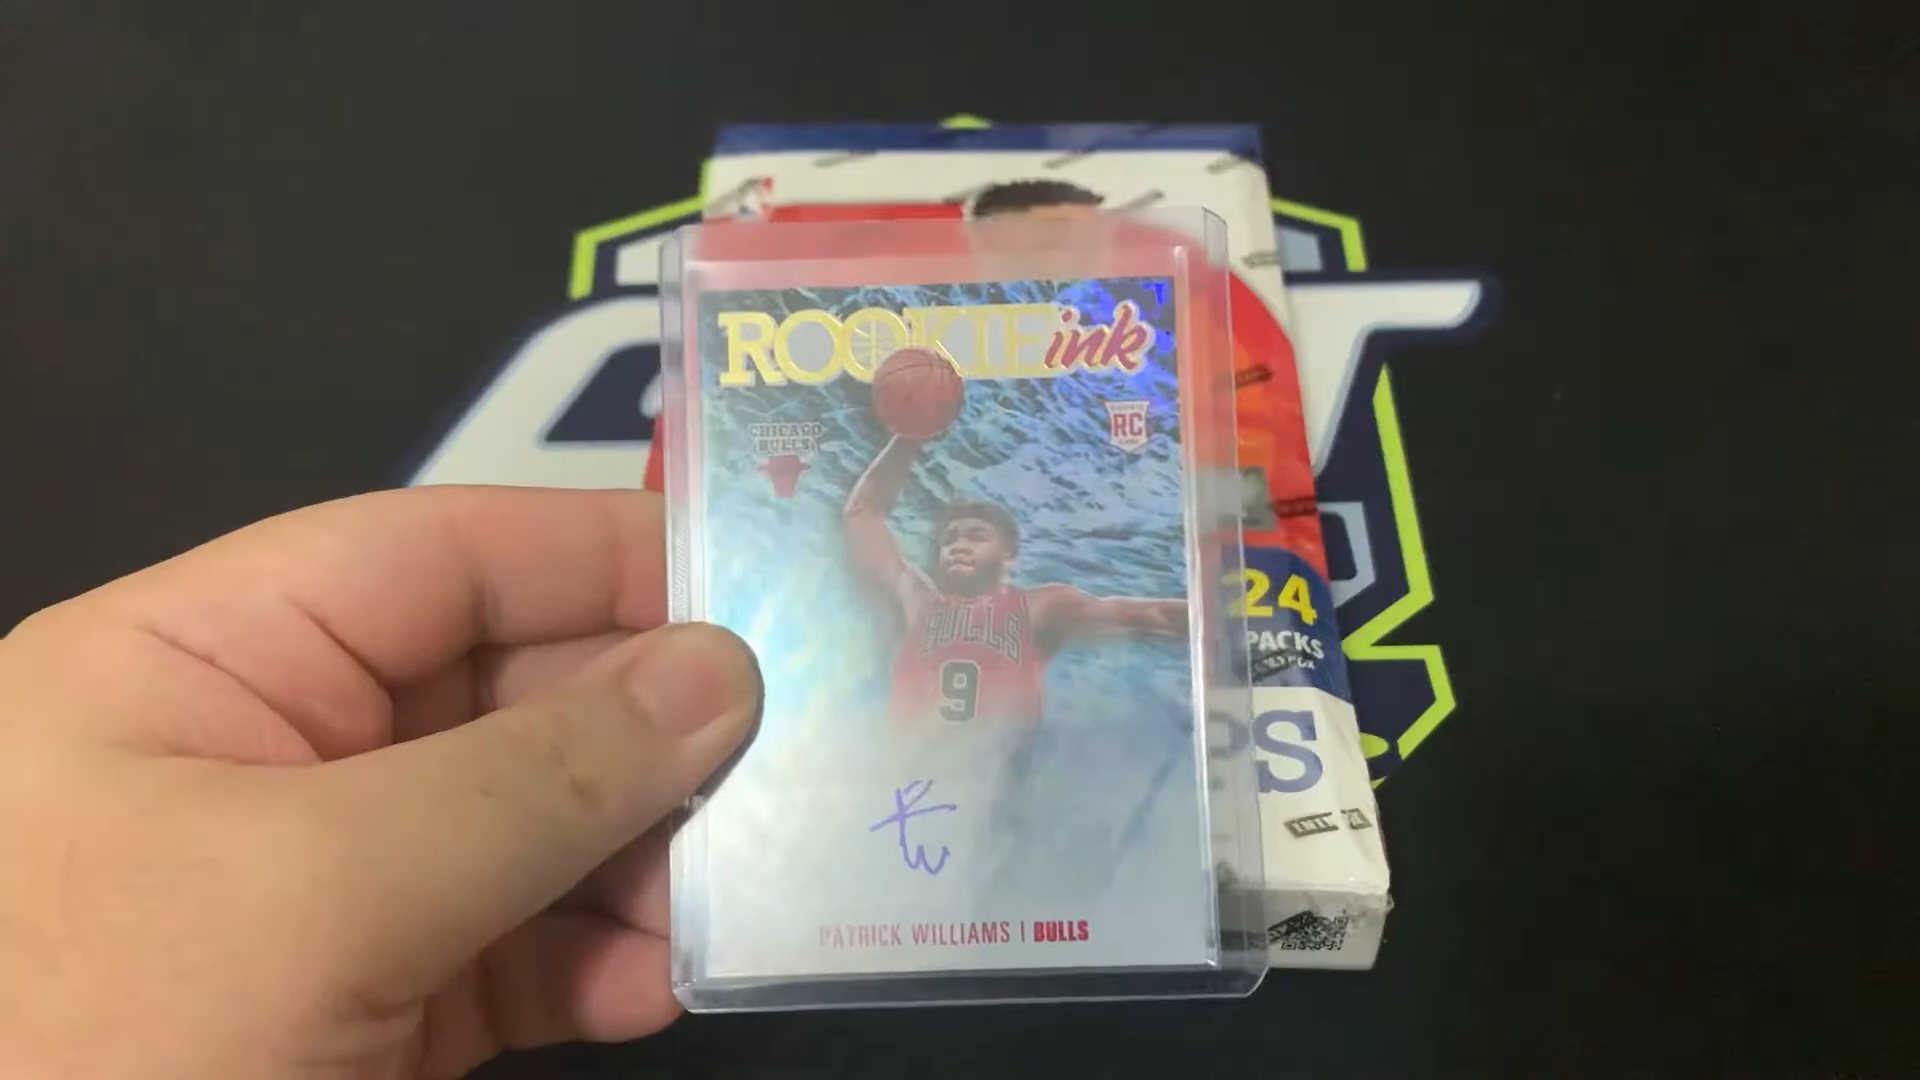 ROOKIE ink
CHICAGO
BULLS
RC
BULLS
9
24
PACKS
S
PATRICK WILLIAMS | BULLS